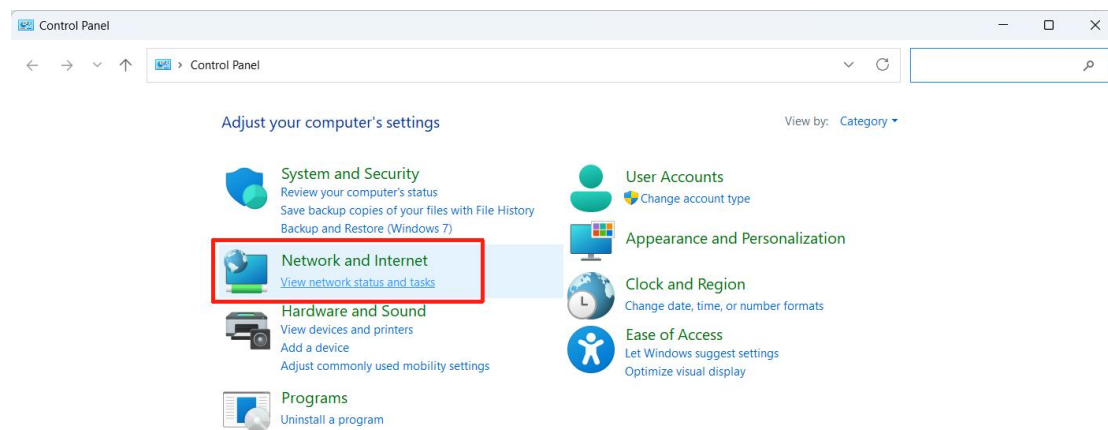 Control Panel
Control Panel
Adjust your computer's settings
View by: Category
System and Security
Review your computer's status
Save backup copies of your files with File History
Backup and Restore (Windows 7)
Network and Internet
View network status and tasks
Hardware and Sound
View devices and printers
Add a device
Adjust commonly used mobility settings
Programs
Uninstall a program
User Accounts
Change account type
Appearance and Personalization
Clock and Region
Change date, time, or number formats
Ease of Access
Let Windows suggest settings
Optimize visual display